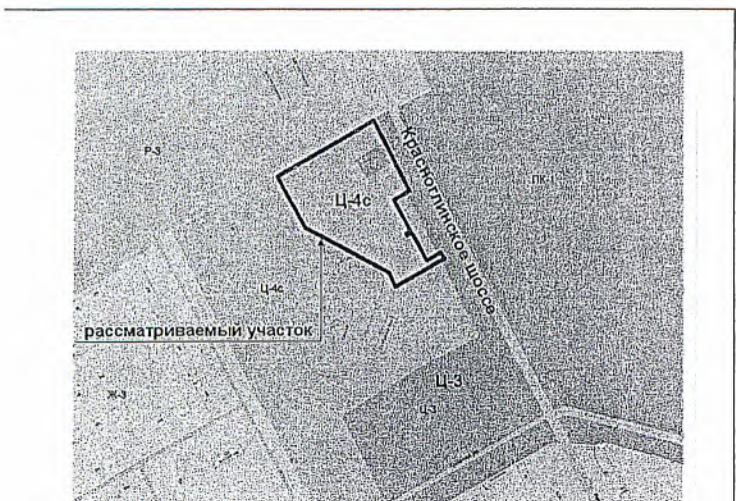 Р-3
Красноглинское шоссе
ПК-1
Ц-4с
Ц-4с
рассматриваемый участок
Ж-3
Ц-3
Ц-3